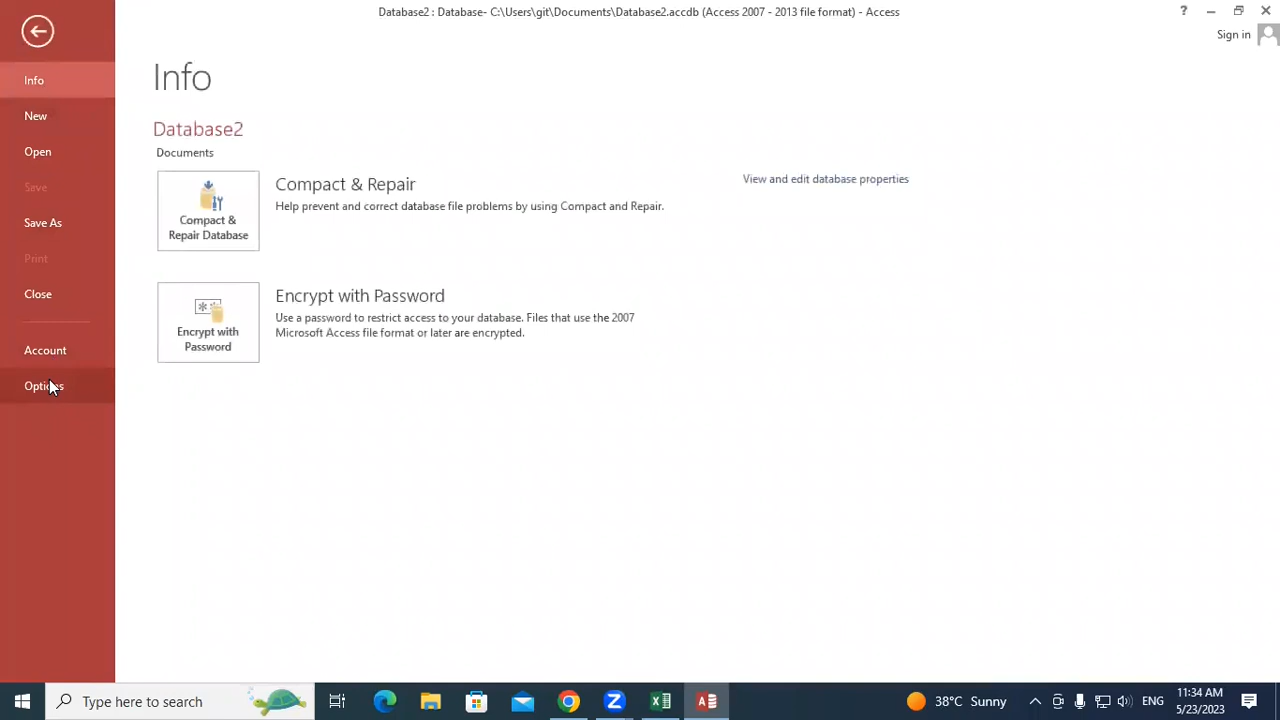 Database2 : Database- C:\Users\git\Documents\Database2.accdb (Access 2007 - 2013 file format) - Access
?
Sign in
Info
New
Open
Save
Save As
Print
Close
Account
Options
Info
Database2
Documents
Compact &
Repair Database
Compact & Repair
Help prevent and correct database file problems by using Compact and Repair.
View and edit database properties
Encrypt with
Password
Encrypt with Password
Use a password to restrict access to your database. Files that use the 2007
Microsoft Access file format or later are encrypted.
Type here to search
38°C Sunny
ENG
11:34 AM
5/23/2023